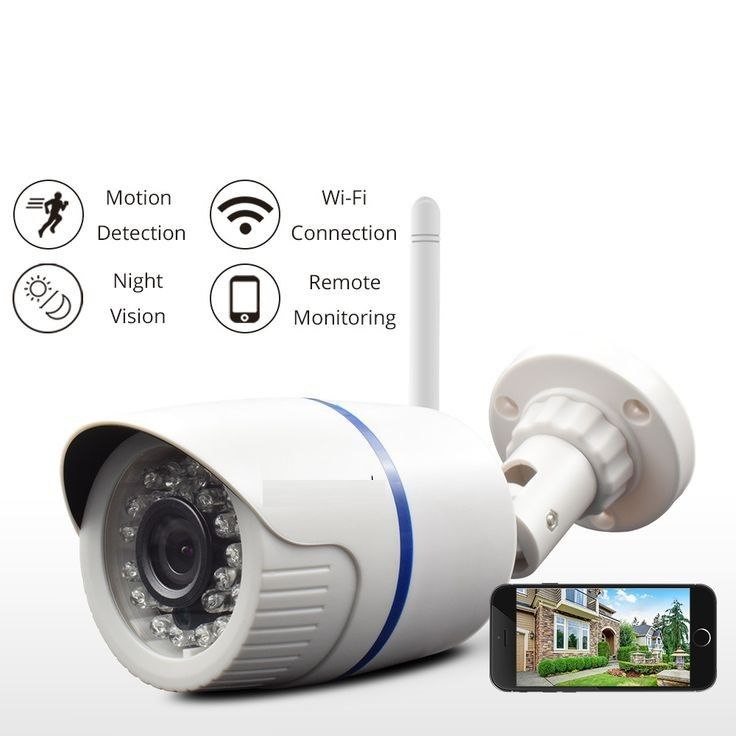 Motion
Detection
Wi-Fi
Connection
Night
Vision
Remote
Monitoring